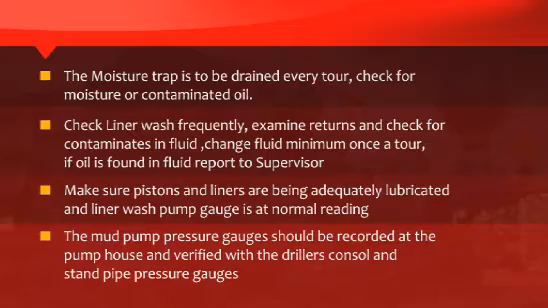 The Moisture trap is to be drained every tour, check for
moisture or contaminated oil.
Check Liner wash frequently, examine returns and check for
contaminates in fluid ,change fluid minimum once a tour,
if oil is found in fluid report to Supervisor
Make sure pistons and liners are being adequately lubricated
and liner wash pump gauge is at normal reading
The mud pump pressure gauges should be recorded at the
pump house and verified with the drillers consol and
stand pipe pressure gauges